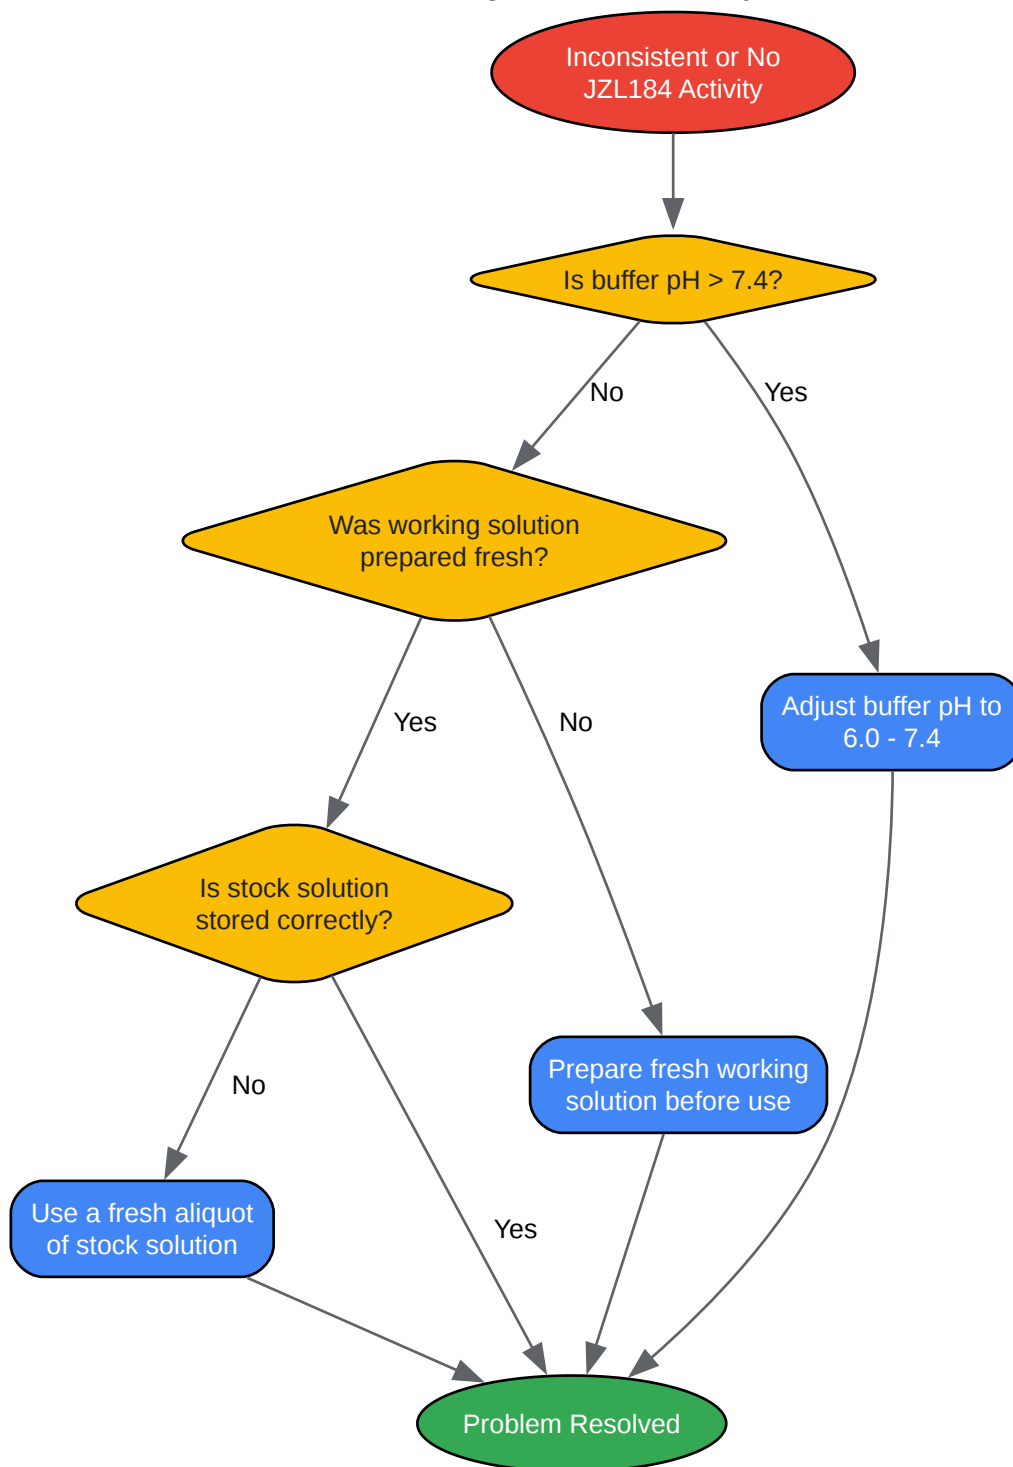 Inconsistent or No
JZL184 Activity
Is buffer pH > 7.4?
No
Yes
Was working solution
prepared fresh?
Adjust buffer pH to
6.0 - 7.4
Yes
No
Is stock solution
stored correctly?
Prepare fresh working
solution before use
No
Use a fresh aliquot
of stock solution
Yes
Problem Resolved